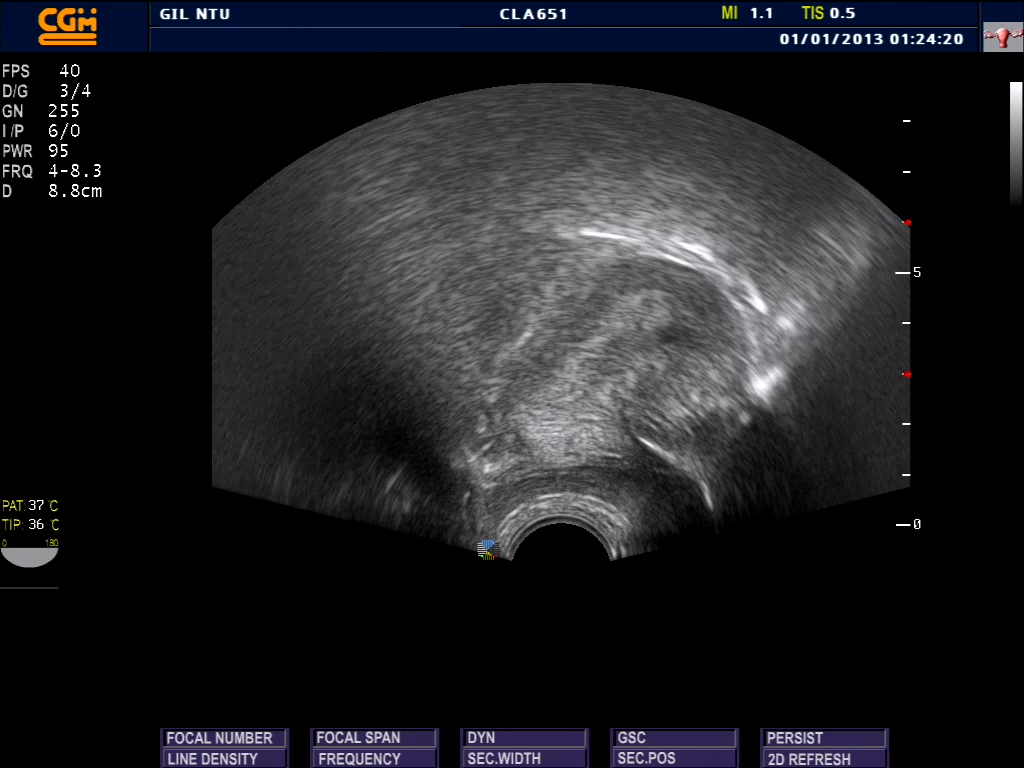 CGM
GIL NTU CLA651 MI 1.1 TIS 0.5
01/01/2013 01:24:20
FPS 40
D/G 3/4
GN 255
I/P 6/0
PWR 95
FRQ 4-8.3
D 8.8cm
5
PAT: 37 °C
TIP: 36 °C
0 180
0
FOCAL NUMBER FOCAL SPAN DYN GSC PERSIST
LINE DENSITY FREQUENCY SEC.WIDTH SEC.POS 2D REFRESH